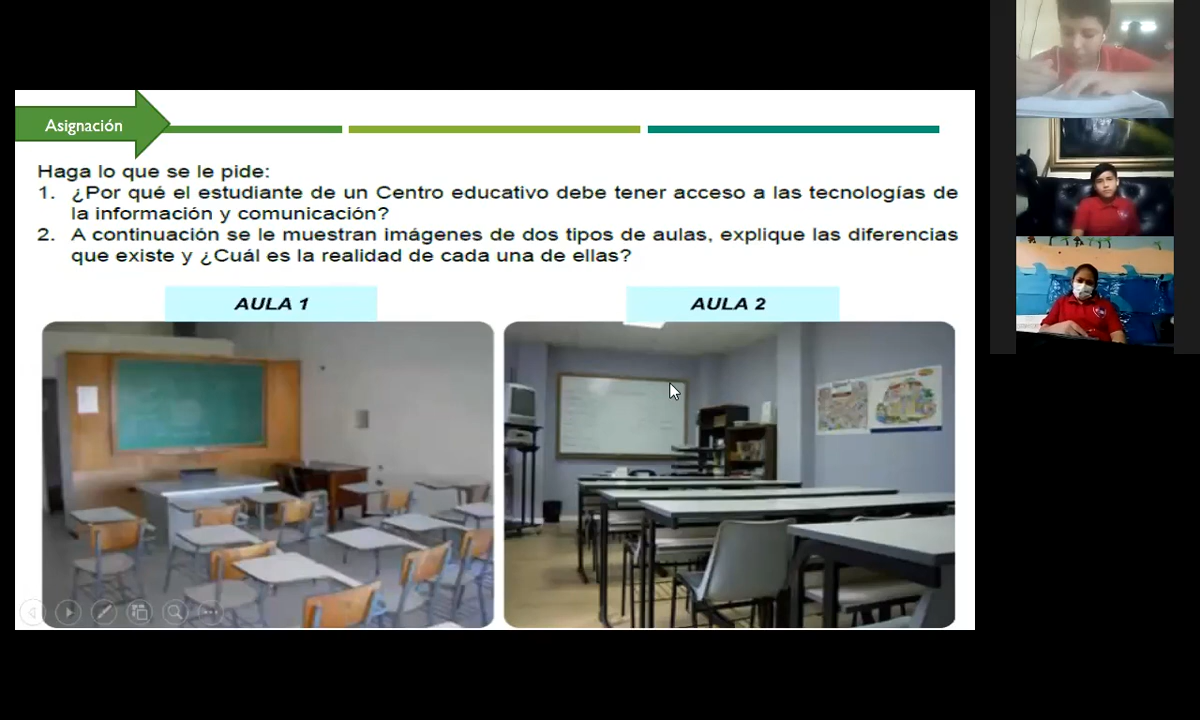 Asignación
Haga lo que se le pide:
1. ¿Por qué el estudiante de un Centro educativo debe tener acceso a las tecnologías de
la información y comunicación?
2. A continuación se le muestran imágenes de dos tipos de aulas, explique las diferencias
que existe y ¿Cuál es la realidad de cada una de ellas?
AULA 1
AULA 2